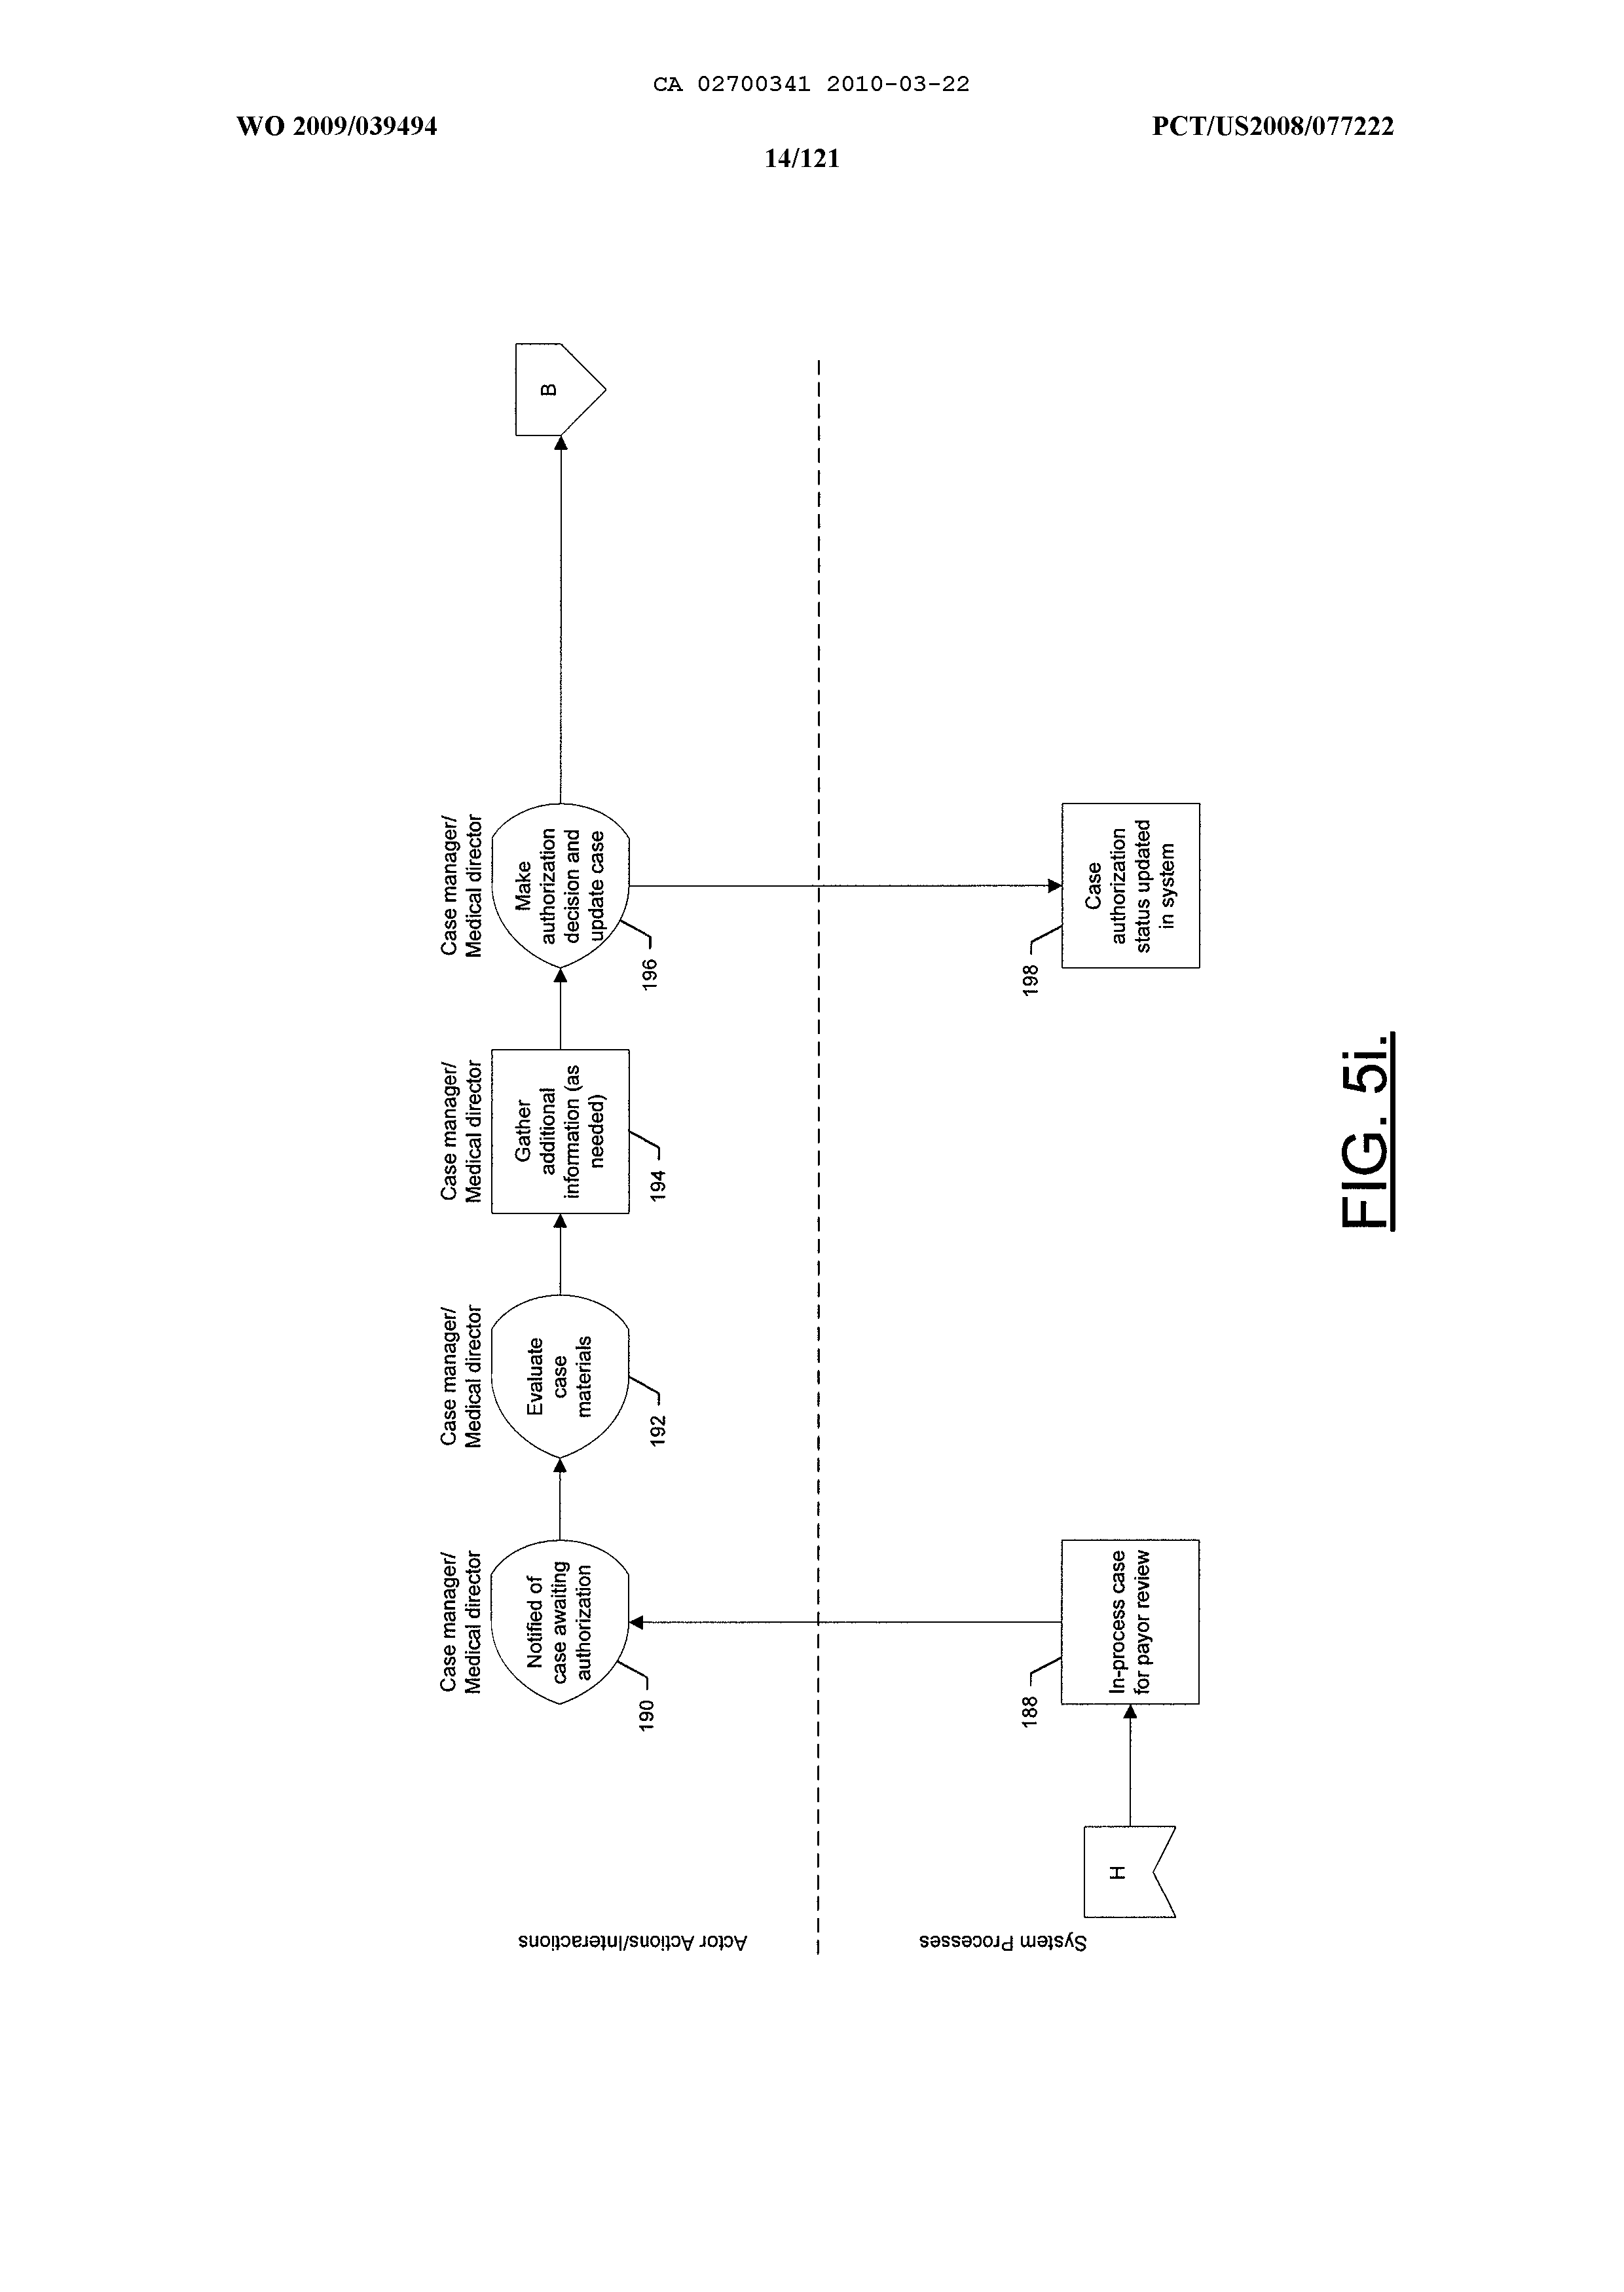 CA 02700341 2010-03-22
WO 2009/039494
PCT/US2008/077222
14/121
Actor Actions/Interactions
System Processes
Case manager/
Medical director
Notified of
case awaiting
authorization
190
Case manager/
Medical director
Evaluate
case
materials
192
Case manager/
Medical director
Gather
additional
information (as
needed)
194
Case manager/
Medical director
Make
authorization
decision and
update case
196
B
H
In-process case
for payor review
188
Case
authorization
status updated
in system
198
FIG. 5i.